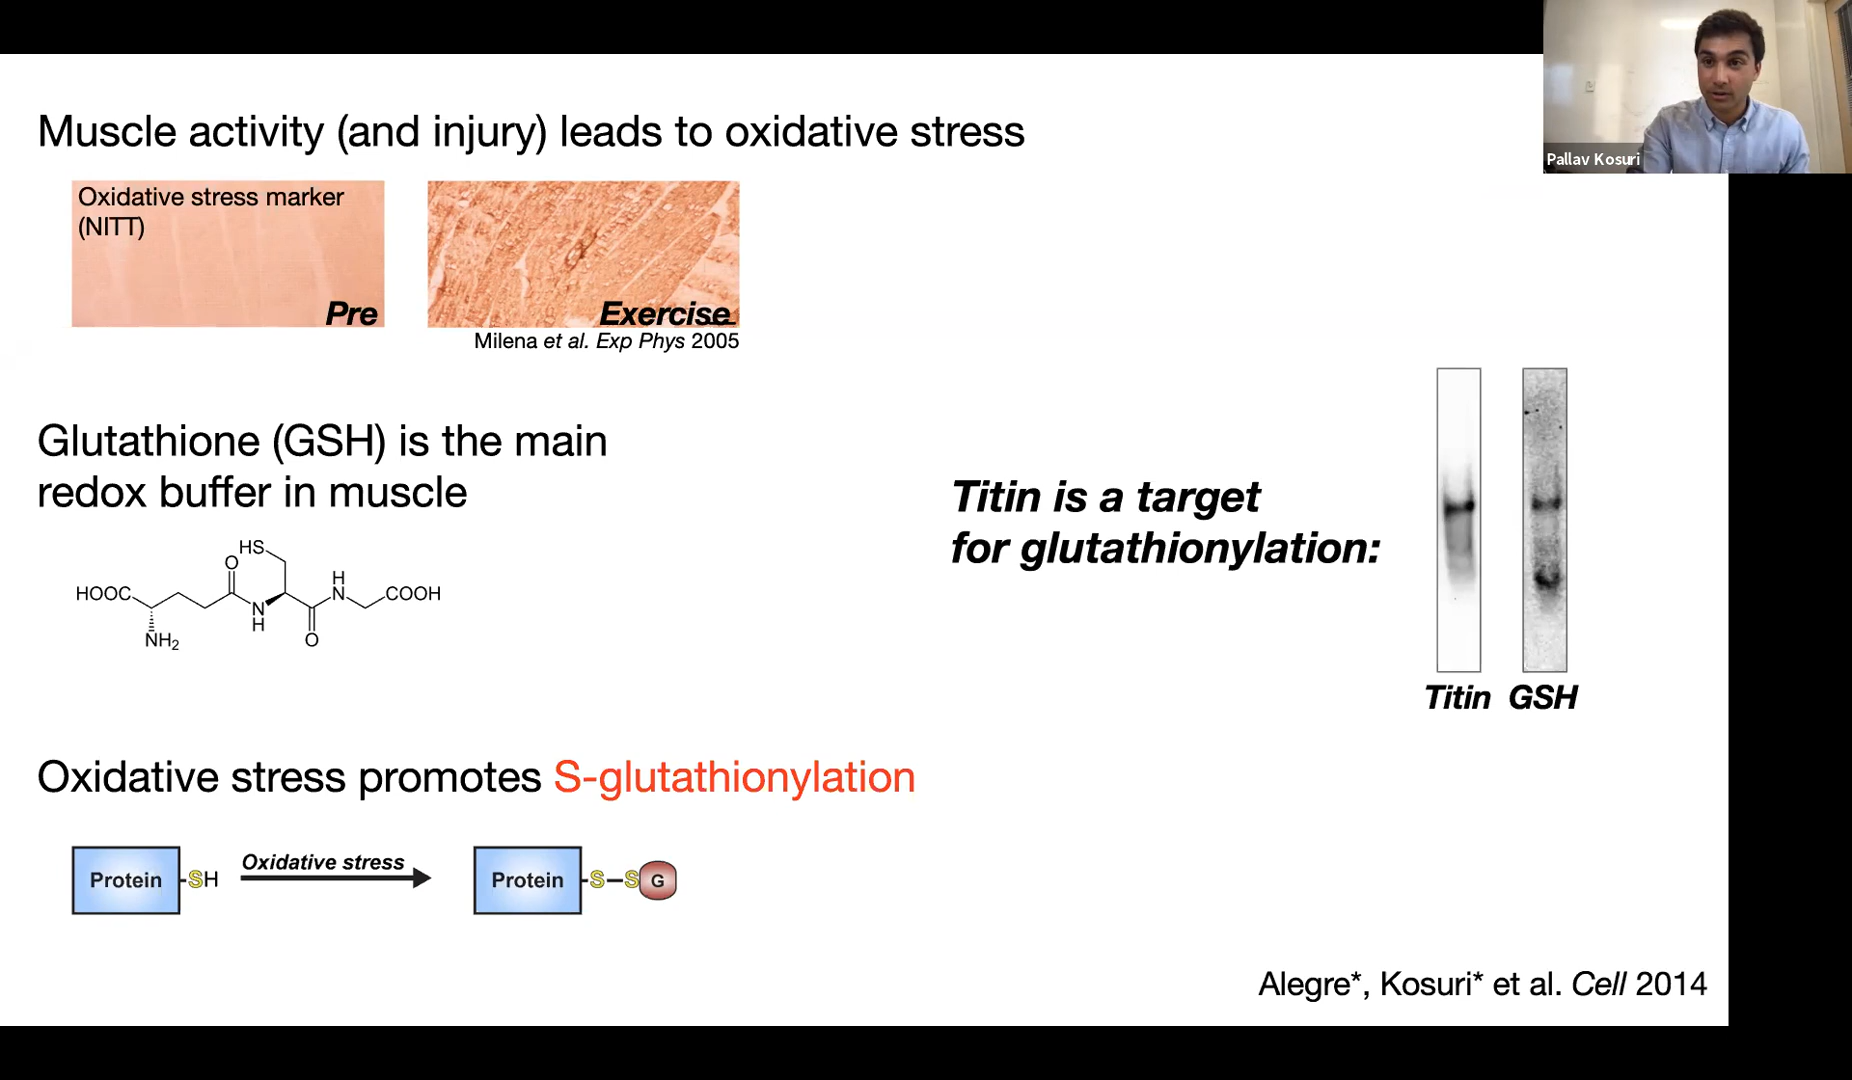 Pallav Kosuri
Muscle activity (and injury) leads to oxidative stress
Oxidative stress marker
(NITT)
Pre
Exercise
Milena et al. Exp Phys 2005
Glutathione (GSH) is the main
redox buffer in muscle
HS
O
HOOC
H
N
COOH
N
H
NH2
O
Titin is a target
for glutathionylation:
Titin GSH
Oxidative stress promotes S-glutathionylation
Protein -SH
Oxidative stress
Protein -S–S G
Alegre*, Kosuri* et al. Cell 2014